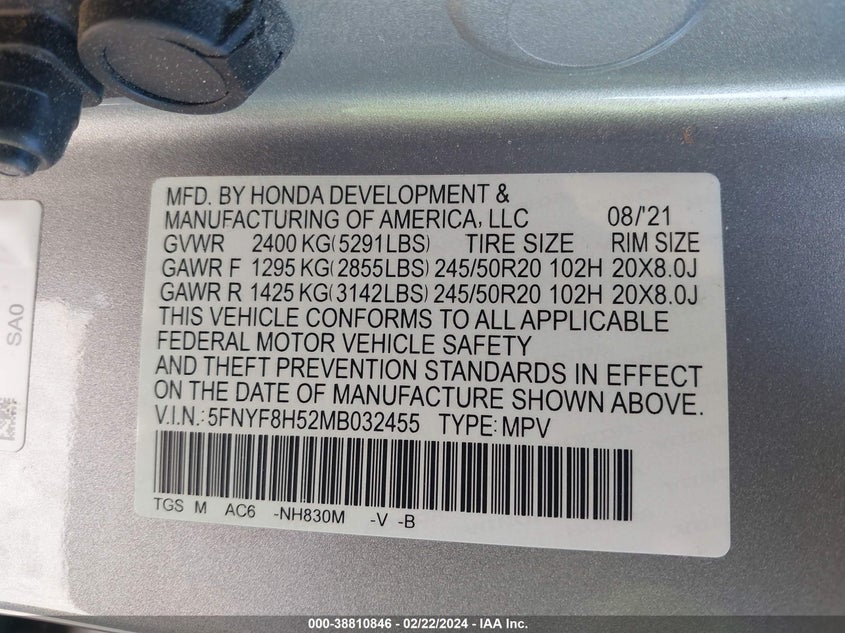 MFD. BY HONDA DEVELOPMENT &
MANUFACTURING OF AMERICA, LLC 08/'21
GVWR 2400 KG(5291LBS) TIRE SIZE RIM SIZE
GAWR F 1295 KG(2855LBS) 245/50R20 102H 20X8.0J
GAWR R 1425 KG(3142LBS) 245/50R20 102H 20X8.0J
THIS VEHICLE CONFORMS TO ALL APPLICABLE
FEDERAL MOTOR VEHICLE SAFETY
AND THEFT PREVENTION STANDARDS IN EFFECT
ON THE DATE OF MANUFACTURE SHOWN ABOVE.
V.I.N.: 5FNYF8H52MB032455 TYPE: MPV
TGS M AC6 -NH830M -V -B
SA0
000-38810846 - 02/22/2024 - IAA Inc.